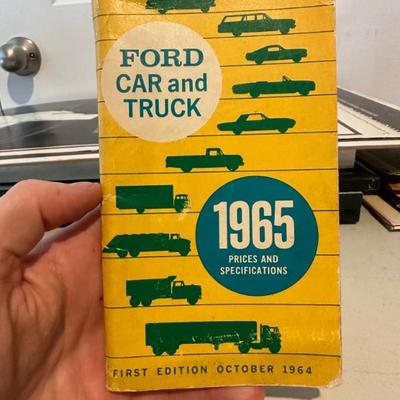 FORD
CAR and
TRUCK
1965
PRICES AND
SPECIFICATIONS
FIRST EDITION OCTOBER 1964